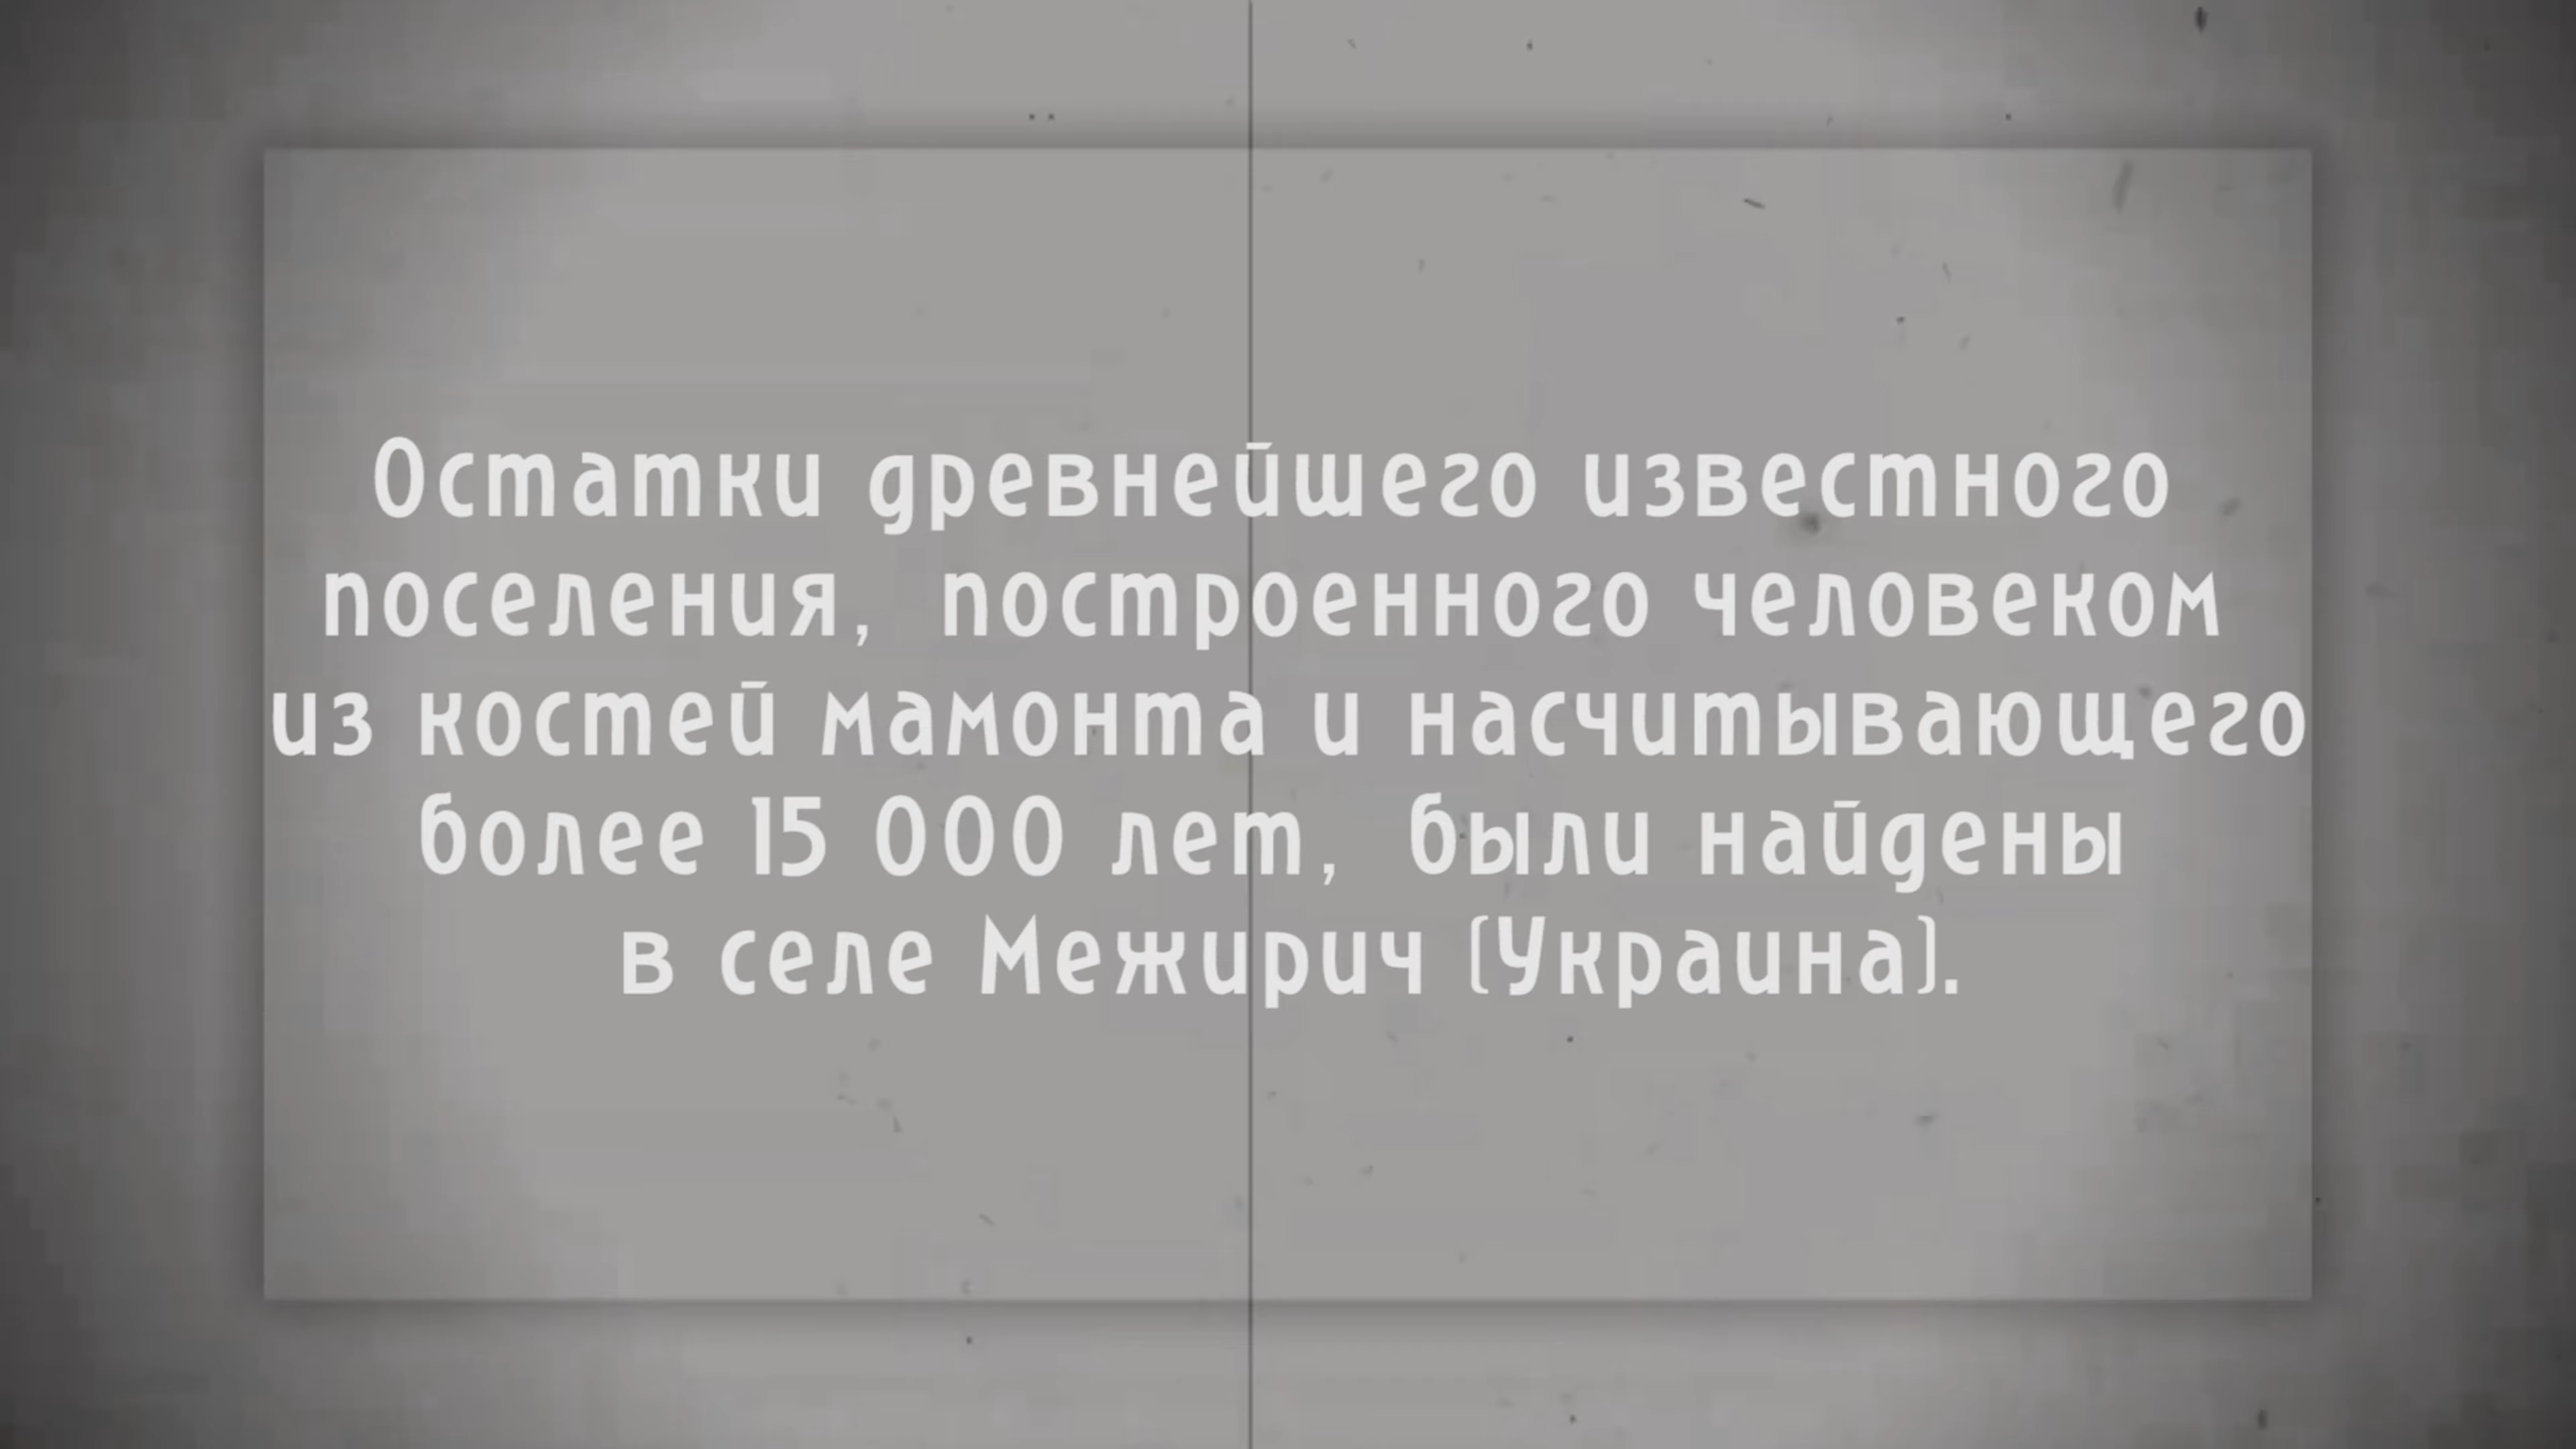 Остатки древнейшего известного
поселения, построенного человеком
из костей мамонта и насчитывающего
более 15 000 лет, были найдены
в селе Межирич (Украина).